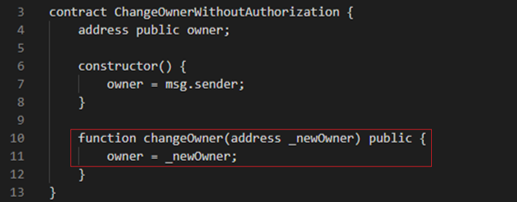 3 contract ChangeOwnerWithoutAuthorization {
4     address public owner;
5
6     constructor() {
7         owner = msg.sender;
8     }
9
10     function changeOwner(address _newOwner) public {
11         owner = _newOwner;
12     }
13 }